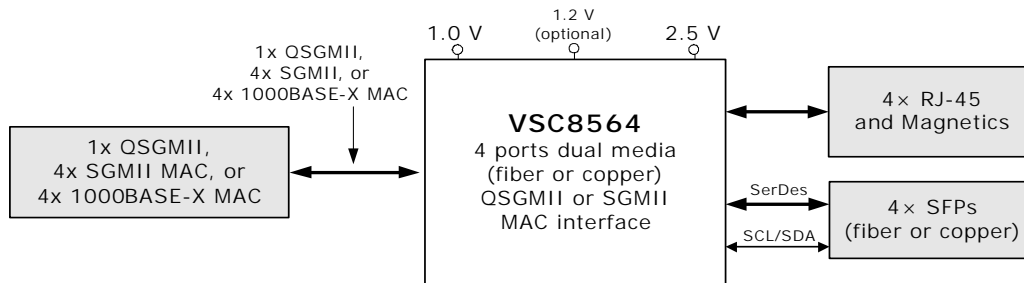 1.0 V
1.2 V
(optional)
2.5 V
1x QSGMII,
4x SGMII, or
4x 1000BASE-X MAC
1x QSGMII,
4x SGMII MAC, or
4x 1000BASE-X MAC
VSC8564
4 ports dual media
(fiber or copper)
QSGMII or SGMII
MAC interface
4× RJ-45
and Magnetics
SerDes
SCL/SDA
4× SFPs
(fiber or copper)